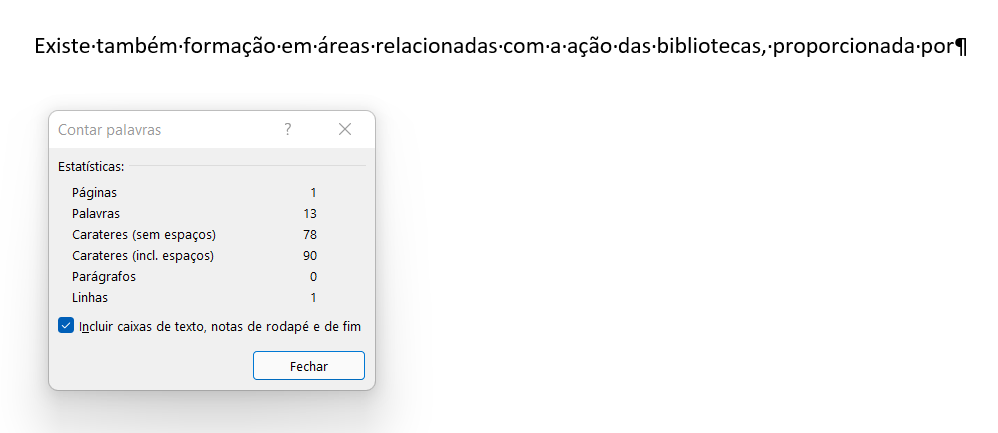 Existe·também·formação·em·áreas·relacionadas·com·a·ação·das·bibliotecas,·proporcionada·por¶
Contar palavras ? ×
Estatísticas:
Páginas 1
Palavras 13
Carateres (sem espaços) 78
Carateres (incl. espaços) 90
Parágrafos 0
Linhas 1
Incluir caixas de texto, notas de rodapé e de fim
Fechar